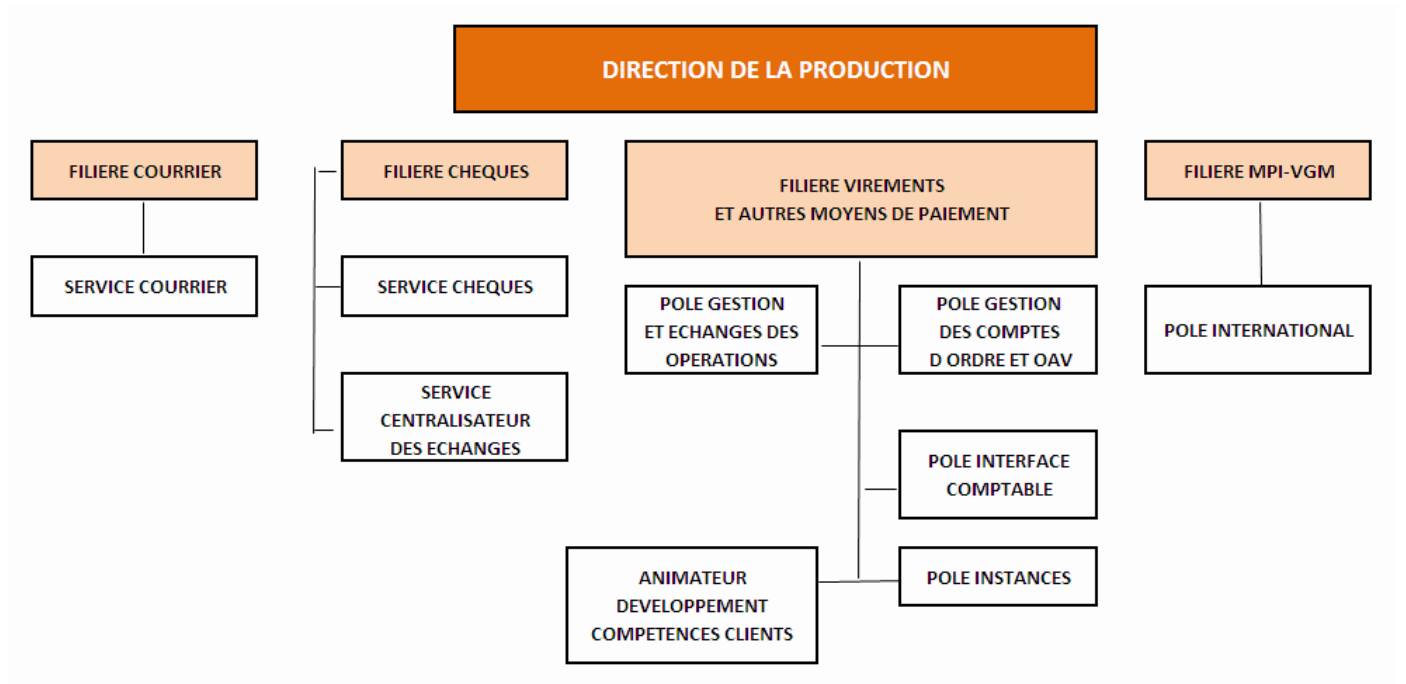 DIRECTION DE LA PRODUCTION
FILIERE COURRIER
SERVICE COURRIER
FILIERE CHEQUES
SERVICE CHEQUES
SERVICE
CENTRALISATEUR
DES ECHANGES
FILIERE VIREMENTS
ET AUTRES MOYENS DE PAIEMENT
POLE GESTION
ET ECHANGES DES
OPERATIONS
POLE GESTION
DES COMPTES
D ORDRE ET OAV
POLE INTERFACE
COMPTABLE
ANIMATEUR
DEVELOPPEMENT
COMPETENCES CLIENTS
POLE INSTANCES
FILIERE MPI-VGM
POLE INTERNATIONAL